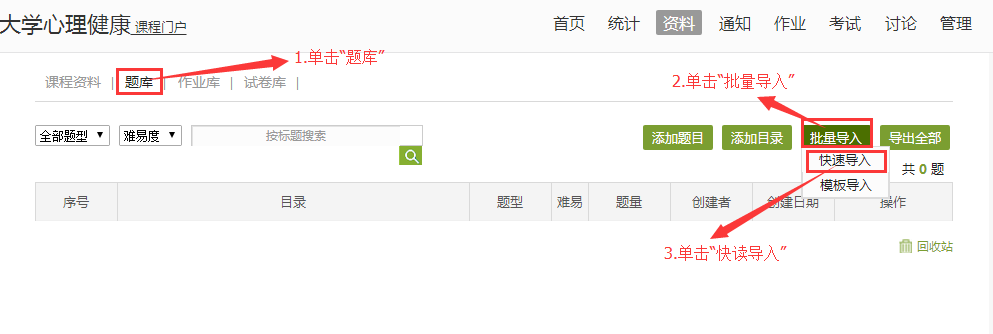 大学心理健康 课程门户 首页 统计 资料 通知 作业 考试 讨论 管理
1.单击“题库”
课程资料 | 题库 | 作业库 | 试卷库 |
2.单击“批量导入”
全部题型 难易度 按标题搜索 添加题目 添加目录 批量导入 导出全部
快速导入
共 0 题
模板导入
序号 目录 题型 难易 题量 创建者 创建日期 操作
3.单击“快读导入”
回收站